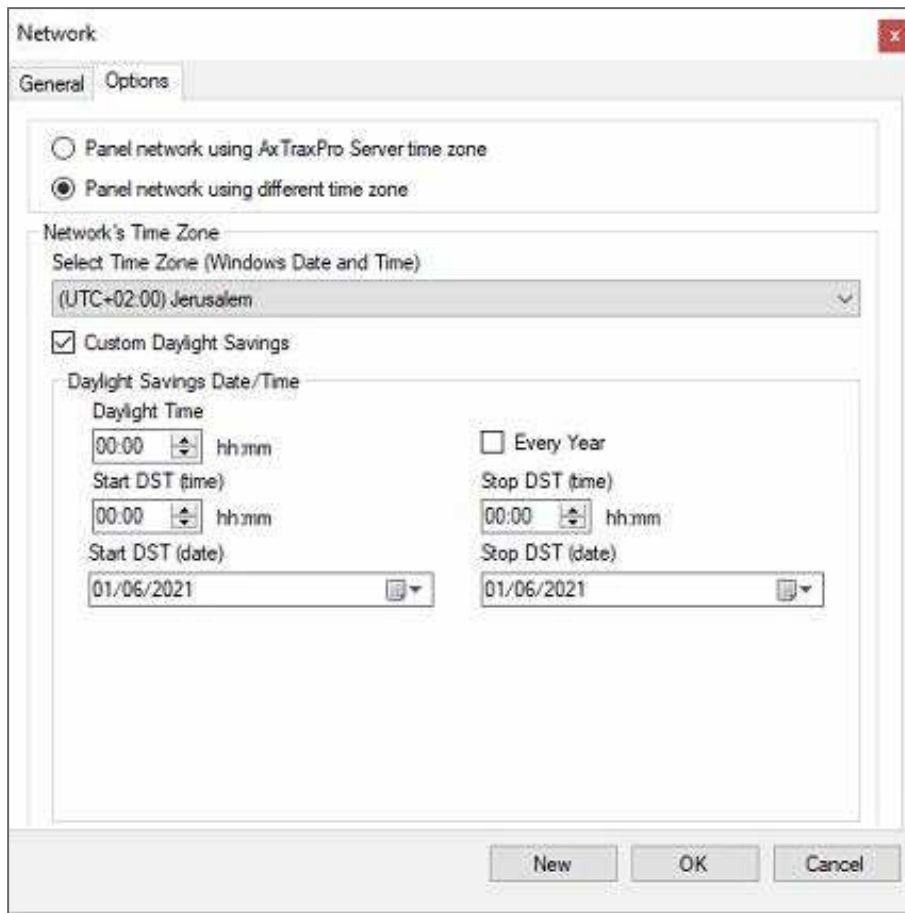 Network
x
General Options
Panel network using AxTraxPro Server time zone
Panel network using different time zone
Network's Time Zone
Select Time Zone (Windows Date and Time)
(UTC+02:00) Jerusalem
Custom Daylight Savings
Daylight Savings Date/Time
Daylight Time
00:00 hh:mm
Every Year
Start DST (time) Stop DST (time)
00:00 hh:mm 00:00 hh:mm
Start DST (date) Stop DST (date)
01/06/2021 01/06/2021
New OK Cancel